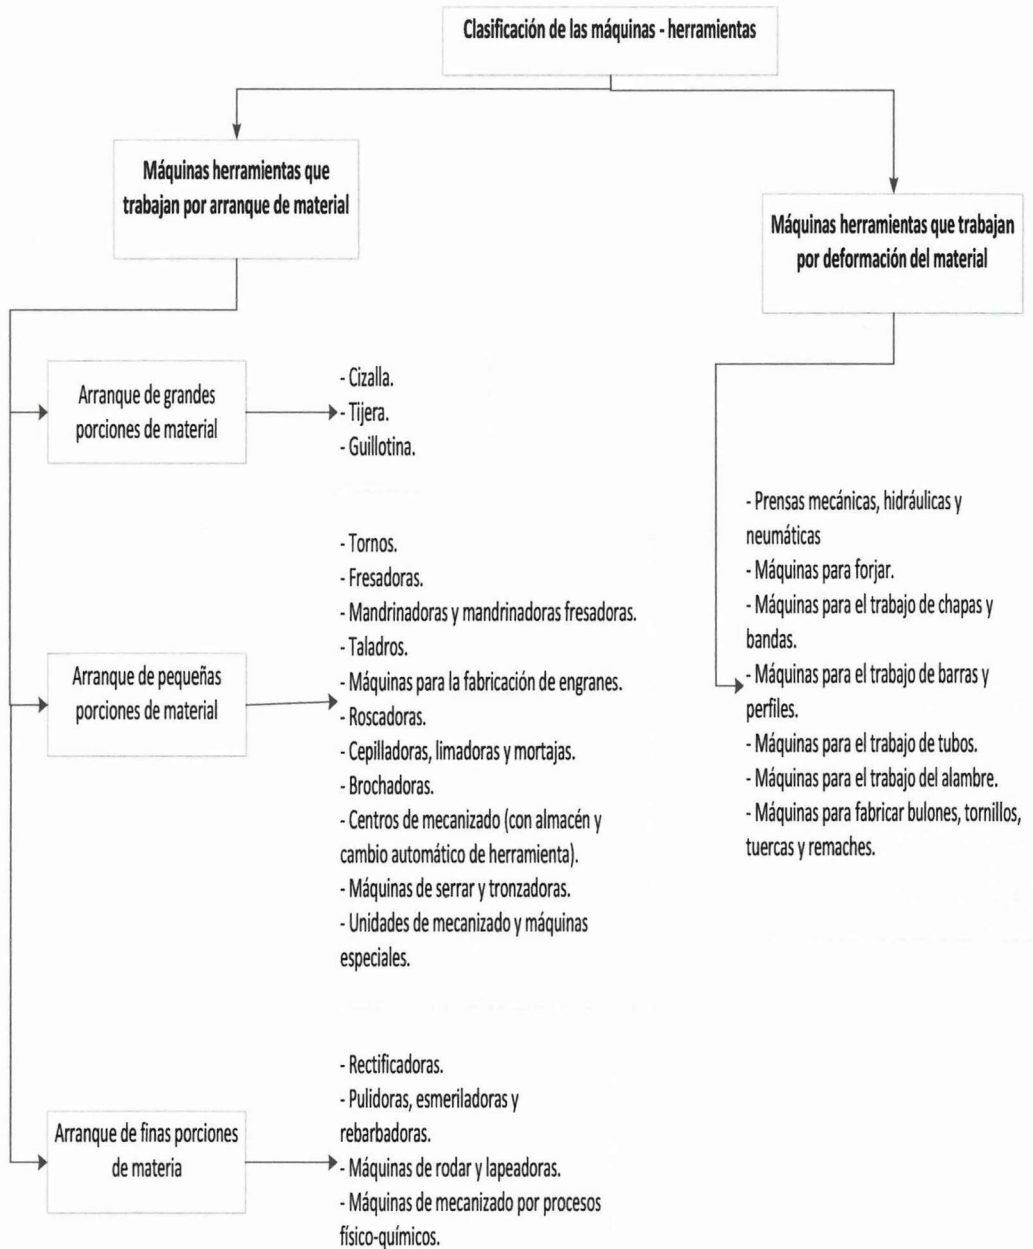 Clasificación de las máquinas - herramientas
Máquinas herramientas que
trabajan por arranque de material
Máquinas herramientas que trabajan
por deformación del material
Arranque de grandes
porciones de material
- Cizalla.
- Tijera.
- Guillotina.
Arranque de pequeñas
porciones de material
- Tornos.
- Fresadoras.
- Mandrinadoras y mandrinadoras fresadoras.
- Taladros.
- Máquinas para la fabricación de engranes.
- Roscadoras.
- Cepilladoras, limadoras y mortajas.
- Brochadoras.
- Centros de mecanizado (con almacén y
cambio automático de herramienta).
- Máquinas de serrar y tronzadoras.
- Unidades de mecanizado y máquinas
especiales.
Arranque de finas porciones
de materia
- Rectificadoras.
- Pulidoras, esmeriladoras y
rebarbadoras.
- Máquinas de rodar y lapeadoras.
- Máquinas de mecanizado por procesos
físico-químicos.
- Prensas mecánicas, hidráulicas y
neumáticas
- Máquinas para forjar.
- Máquinas para el trabajo de chapas y
bandas.
- Máquinas para el trabajo de barras y
perfiles.
- Máquinas para el trabajo de tubos.
- Máquinas para el trabajo del alambre.
- Máquinas para fabricar bulones, tornillos,
tuercas y remaches.